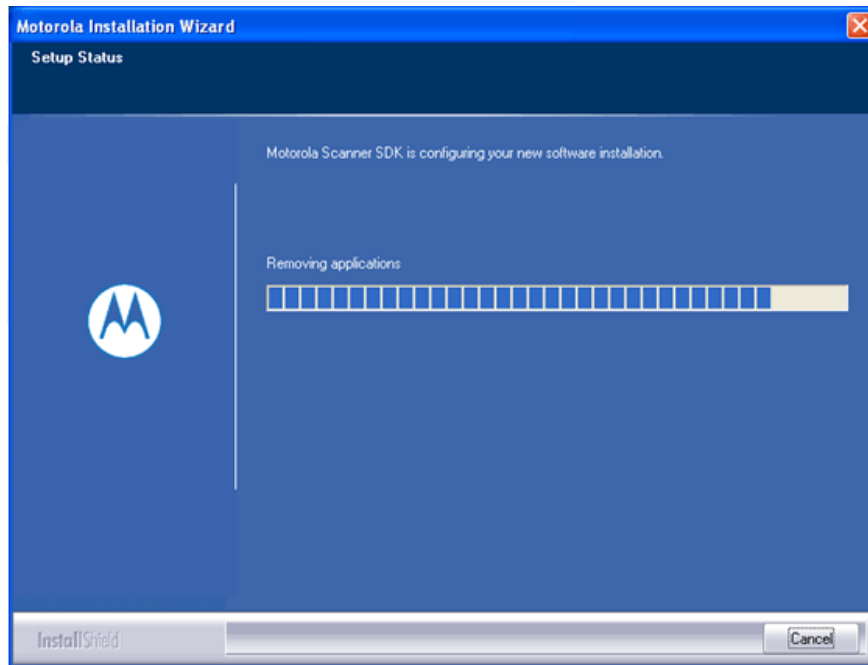 Motorola Installation Wizard
Setup Status
Motorola Scanner SDK is configuring your new software installation.
Removing applications
InstallShield
Cancel